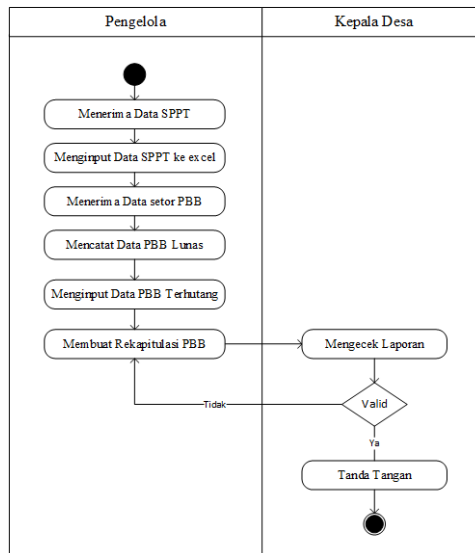 Pengelola
Kepala Desa
Menerima Data SPPT
Menginput Data SPPT ke excel
Menerima Data setor PBB
Mencatat Data PBB Lunas
Menginput Data PBB Terhutang
Membuat Rekapitulasi PBB
Mengecek Laporan
Valid
Tidak
Ya
Tanda Tangan